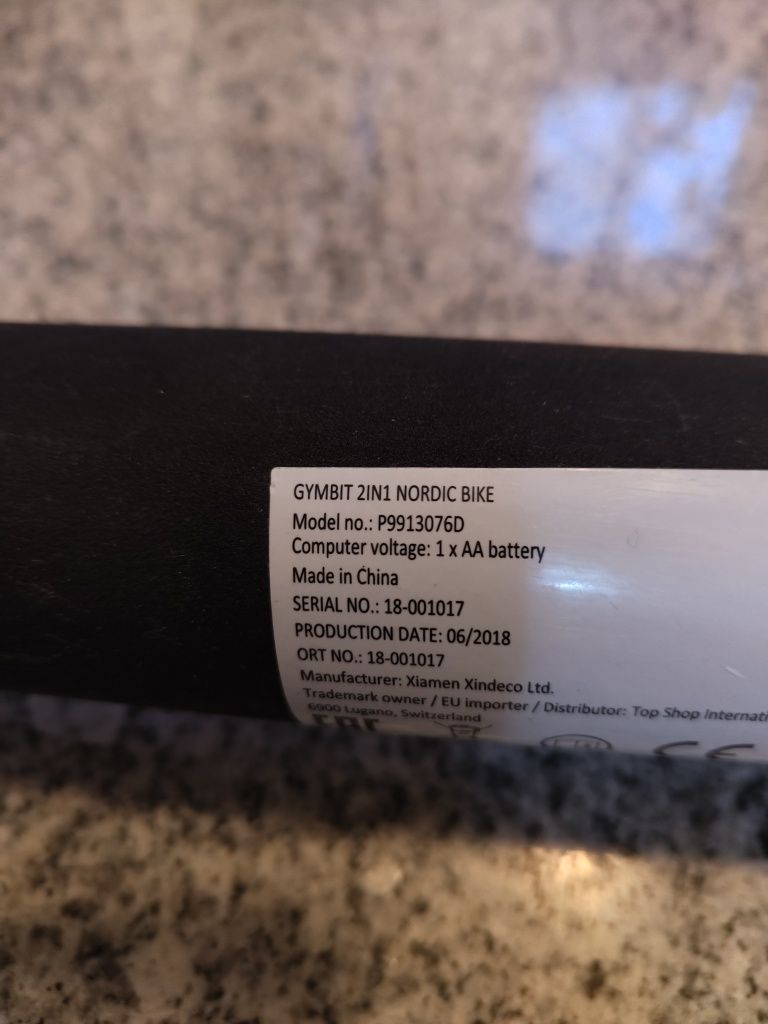 GYMBIT 2IN1 NORDIC BIKE
Model no.: P9913076D
Computer voltage: 1 x AA battery
Made in China
SERIAL NO.: 18-001017
PRODUCTION DATE: 06/2018
ORT NO.: 18-001017
Manufacturer: Xiamen Xindeco Ltd.
Trademark owner / EU importer / Distributor: Top Shop Internati
6900 Lugano, Switzerland
EAC CE